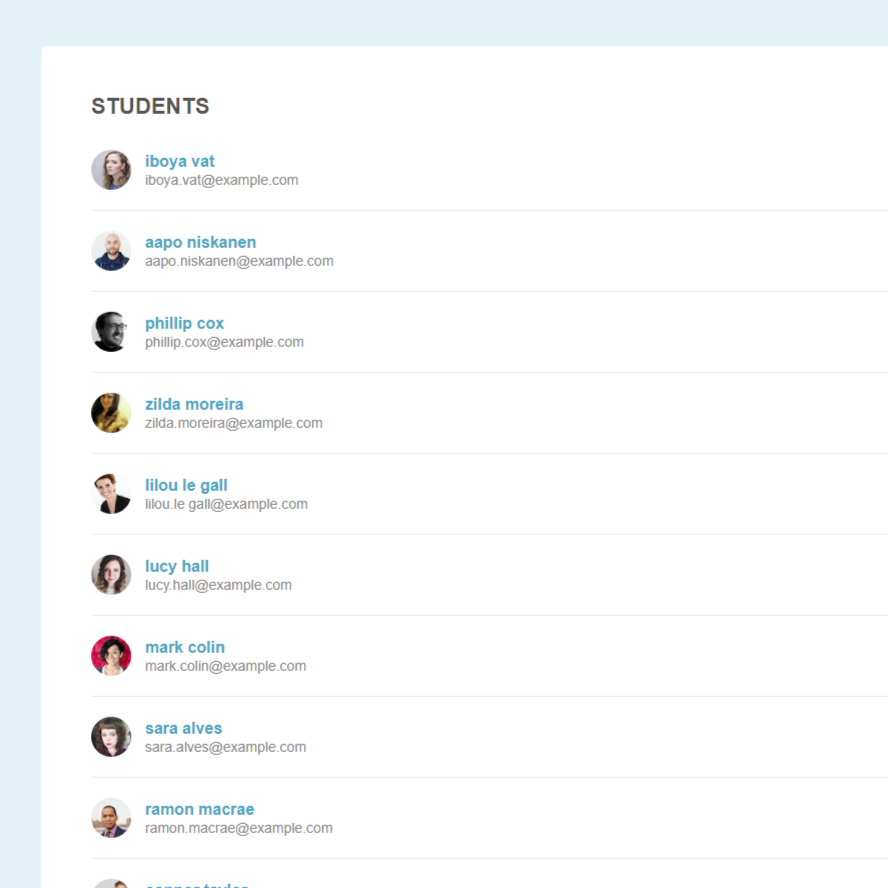 STUDENTS
iboya vat
iboya.vat@example.com
aapo niskanen
aapo.niskanen@example.com
phillip cox
phillip.cox@example.com
zilda moreira
zilda.moreira@example.com
lilou le gall
lilou.le gall@example.com
lucy hall
lucy.hall@example.com
mark colin
mark.colin@example.com
sara alves
sara.alves@example.com
ramon macrae
ramon.macrae@example.com